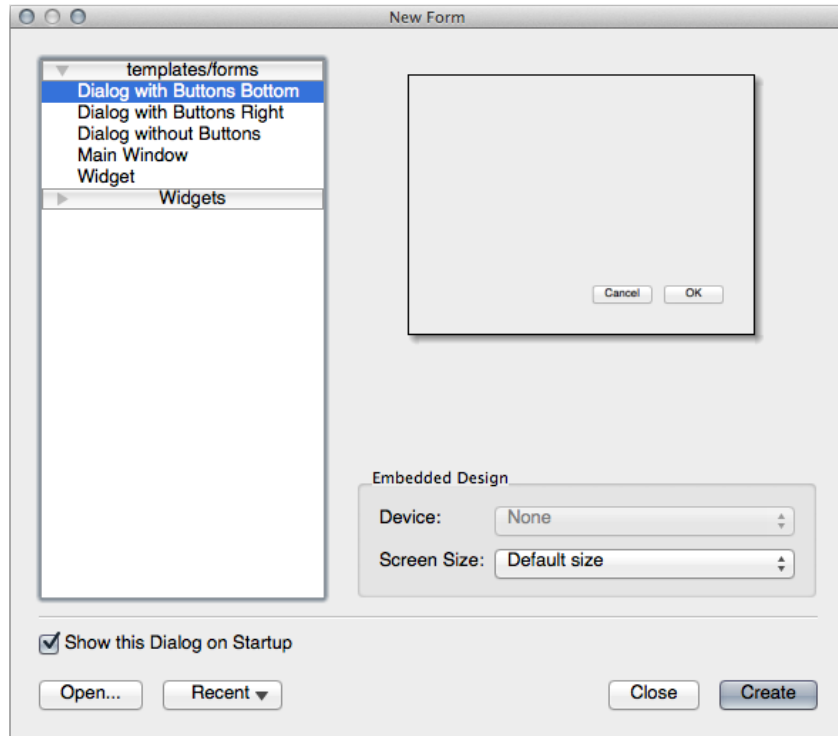 New Form
templates/forms
Dialog with Buttons Bottom
Dialog with Buttons Right
Dialog without Buttons
Main Window
Widget
Widgets
Cancel OK
Embedded Design
Device: None
Screen Size: Default size
Show this Dialog on Startup
Open... Recent Close Create